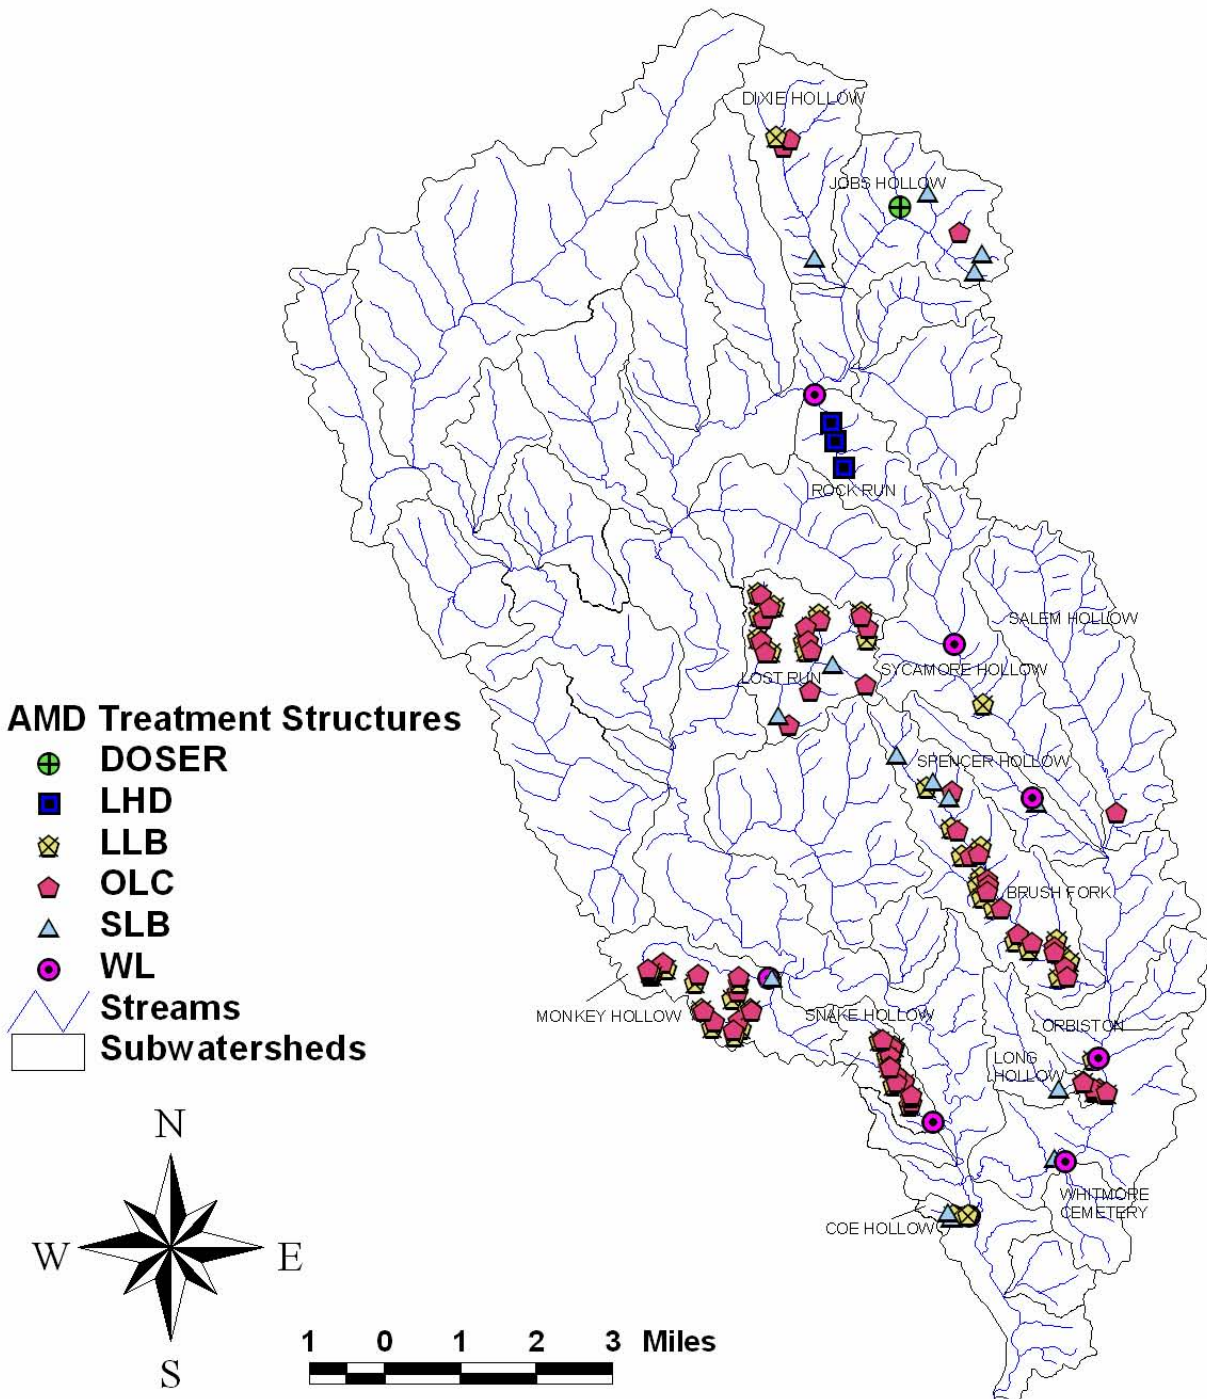 DIXIE HOLLOW
JOBS HOLLOW
ROCK RUN
SALEM HOLLOW
LOST RUN
SYCAMORE HOLLOW
SPENCER HOLLOW
BRUSH FORK
MONKEY HOLLOW
SNAKE HOLLOW
ORBISTON
LONG
HOLLOW
WHITMORE
CEMETERY
COE HOLLOW
AMD Treatment Structures
DOSER
LHD
LLB
OLC
SLB
WL
Streams
Subwatersheds
N
W
E
S
1 0 1 2 3 Miles